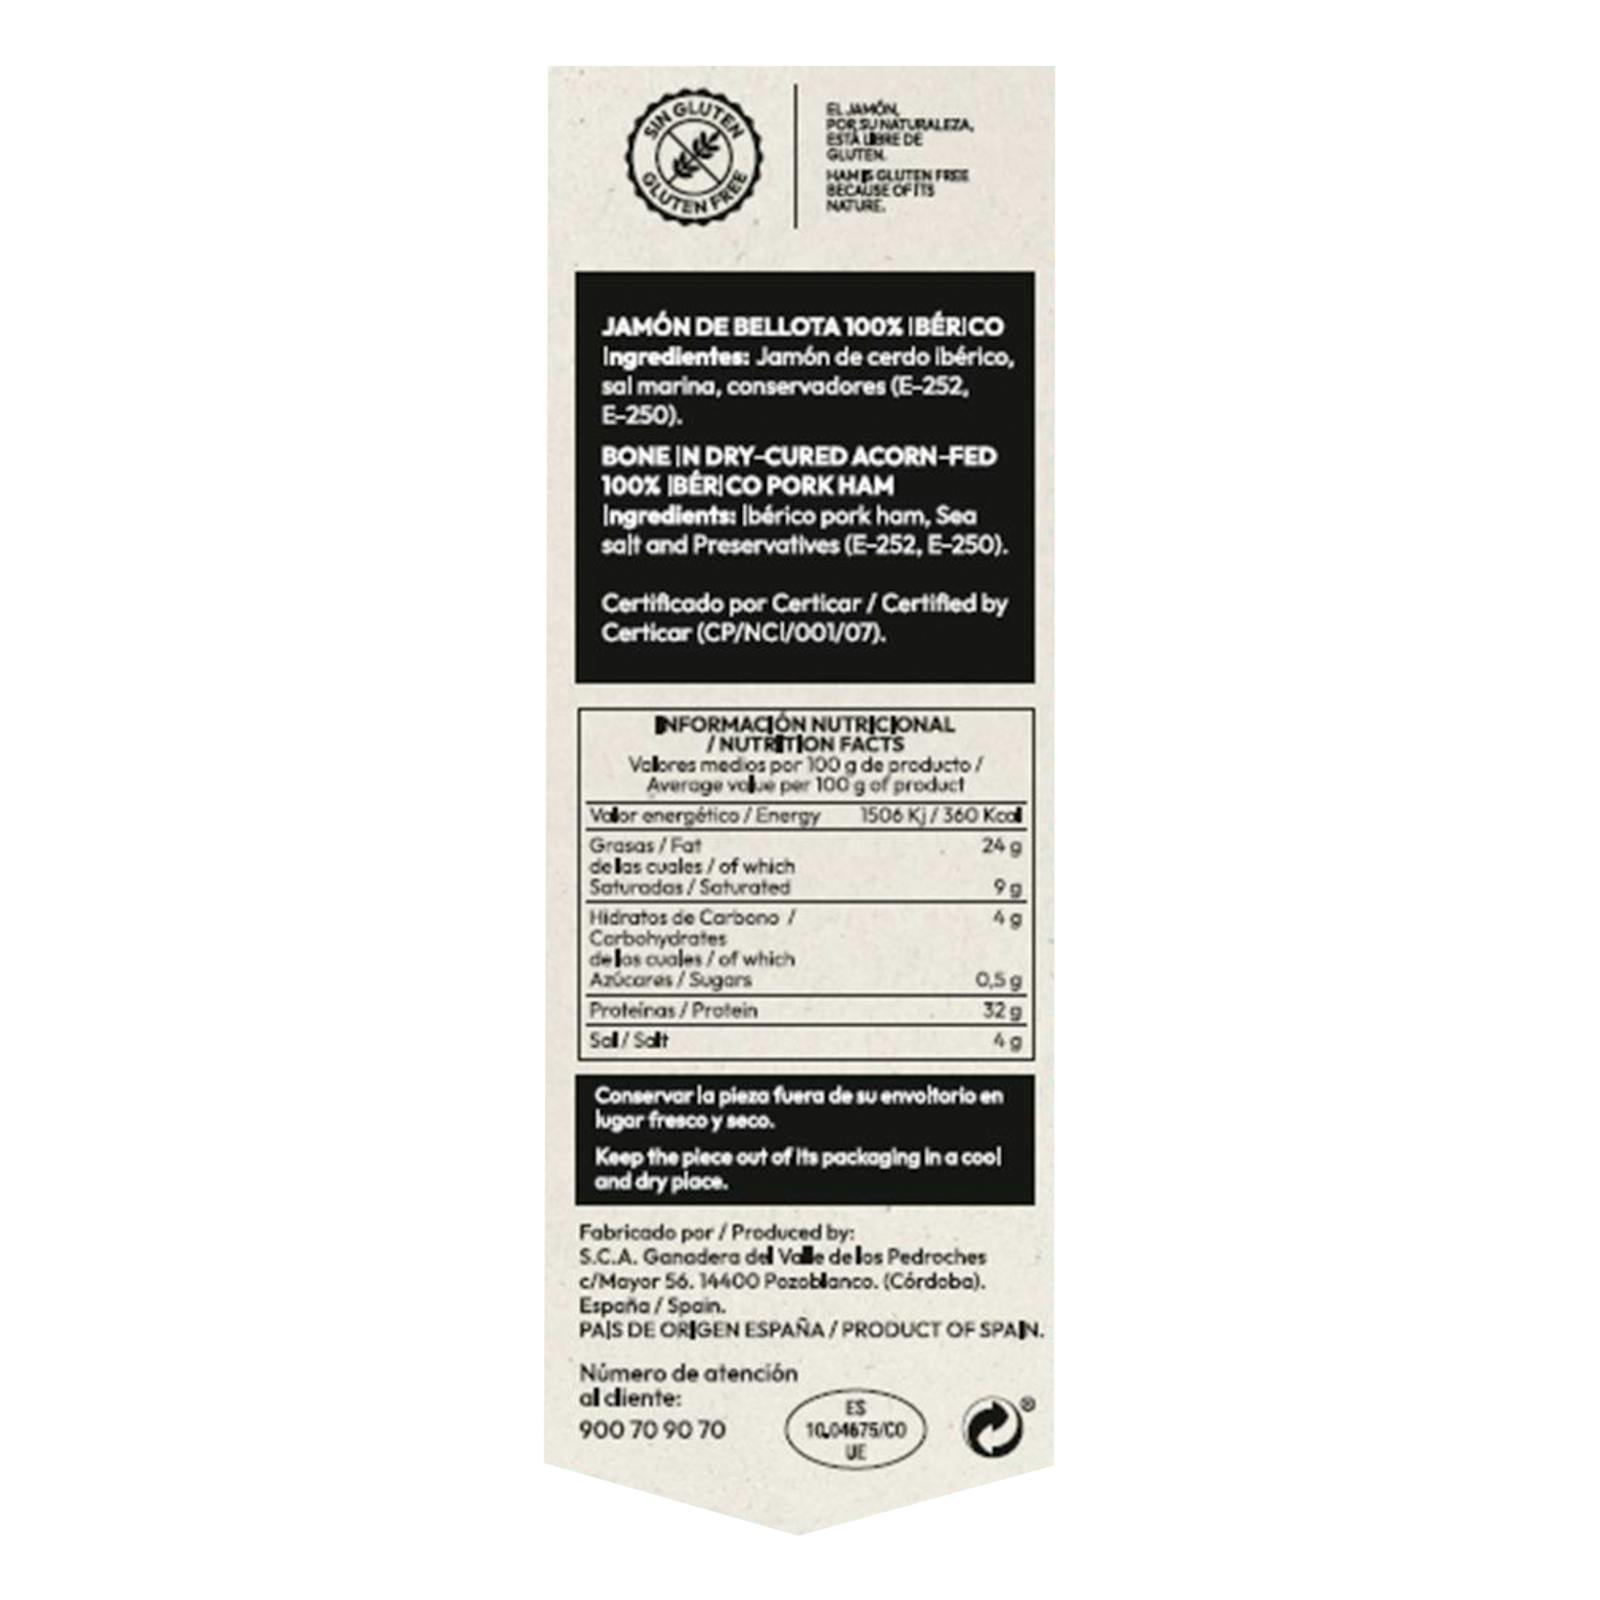 SIN GLUTEN
GLUTEN FREE
EL JAMÓN,
POR SU NATURALEZA,
ESTÁ LIBRE DE
GLUTEN.
HAM IS GLUTEN FREE
BECAUSE OF ITS
NATURE.
JAMÓN DE BELLOTA 100% IBÉRICO
Ingredientes: Jamón de cerdo ibérico,
sal marina, conservadores (E-252,
E-250).
BONE IN DRY-CURED ACORN-FED
100% IBÉRICO PORK HAM
Ingredients: Ibérico pork ham, Sea
salt and Preservatives (E-252, E-250).
Certificado por Certicar / Certified by
Certicar (CP/NCI/001/07).
INFORMACIÓN NUTRICIONAL
/ NUTRITION FACTS
Valores medios por 100 g de producto /
Average value per 100 g of product
Valor energético / Energy 1506 Kj / 360 Kcal
Grasas / Fat 24 g
de las cuales / of which
Saturadas / Saturated 9 g
Hidratos de Carbono / 4 g
Carbohydrates
de los cuales / of which
Azúcares / Sugars 0,5 g
Proteínas / Protein 32 g
Sal / Salt 4 g
Conservar la pieza fuera de su envoltorio en
lugar fresco y seco.
Keep the piece out of its packaging in a cool
and dry place.
Fabricado por / Produced by:
S.C.A. Ganadera del Valle de los Pedroches
c/Mayor 56. 14400 Pozoblanco. (Córdoba).
España / Spain.
PAÍS DE ORIGEN ESPAÑA / PRODUCT OF SPAIN.
Número de atención
al cliente:
900 70 90 70
ES
10.04675/CO
UE
®